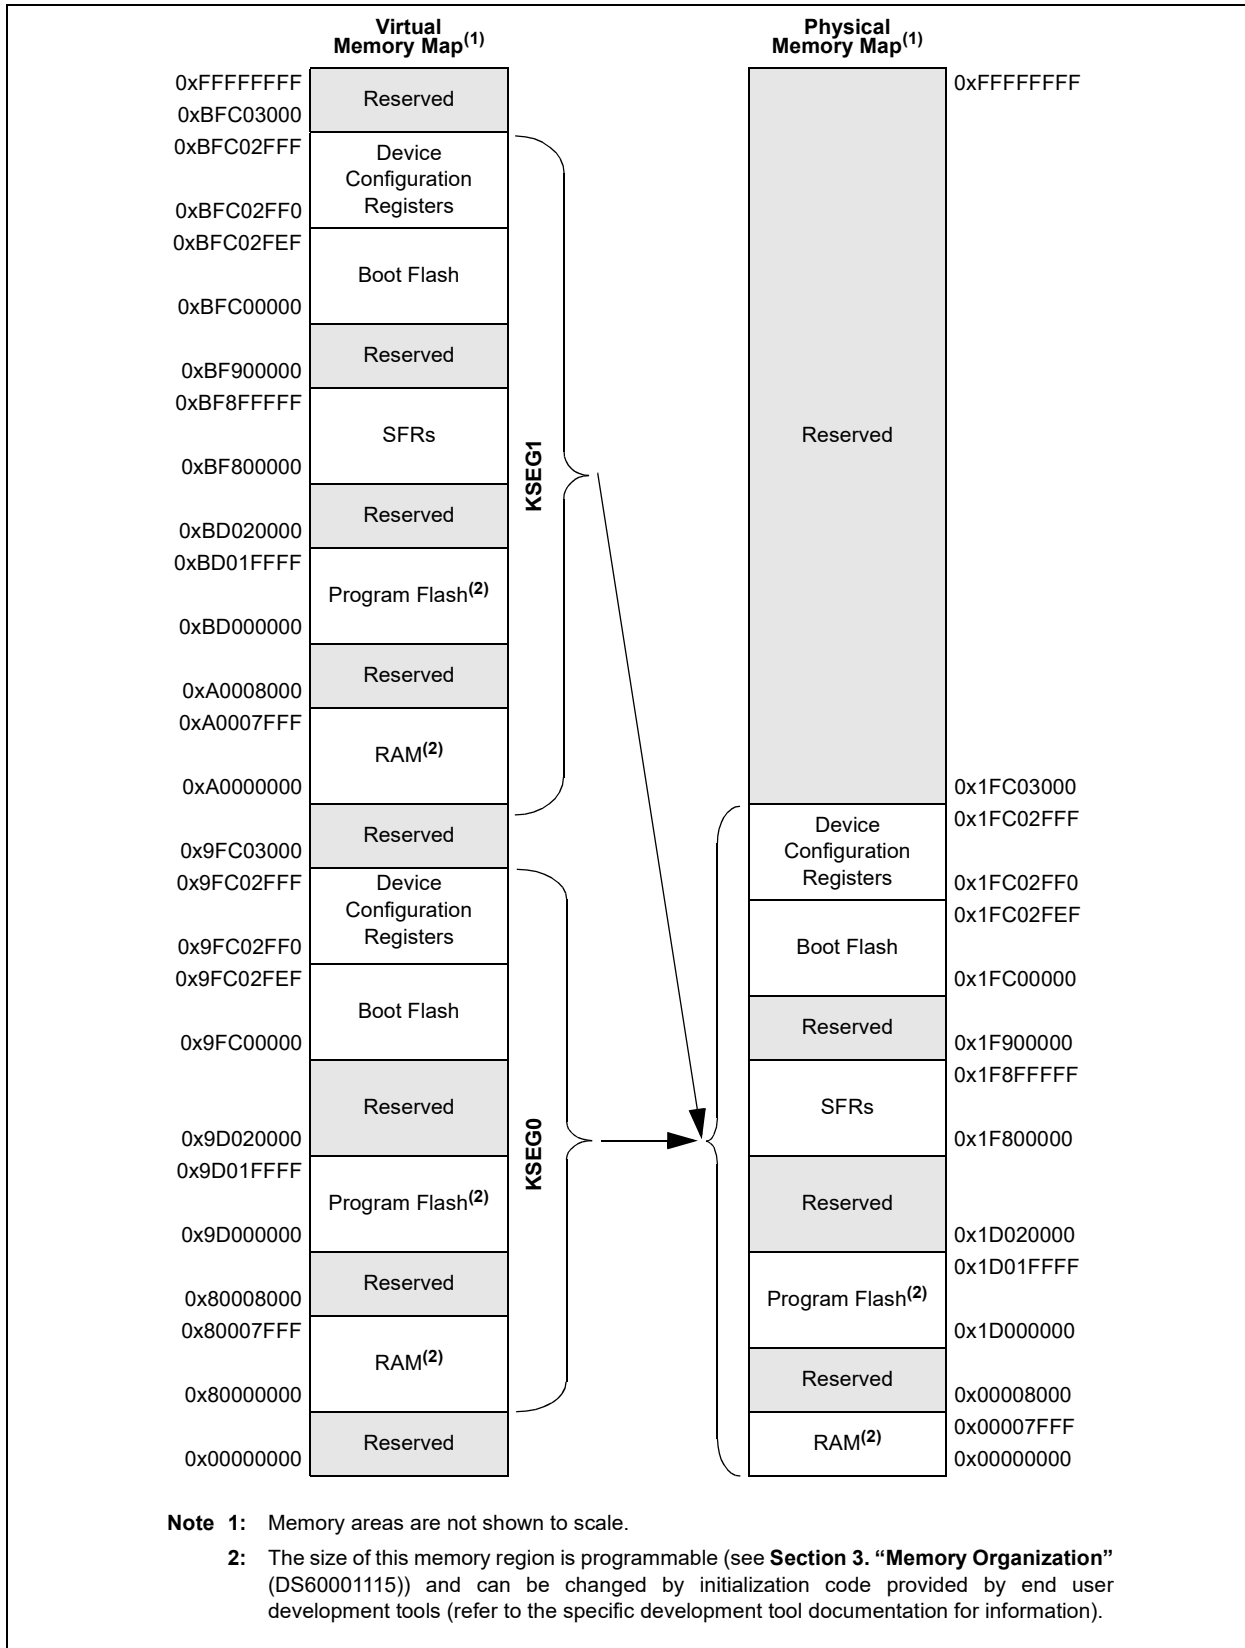 Virtual
Memory Map(1)
0xFFFFFFFF
Reserved
0xBFC03000
0xBFC02FFF
Device
Configuration
Registers
0xBFC02FF0
0xBFC02FEF
Boot Flash
0xBFC00000
Reserved
0xBF900000
0xBF8FFFFF
SFRs
0xBF800000
Reserved
0xBD020000
0xBD01FFFF
Program Flash(2)
0xBD000000
Reserved
0xA0008000
0xA0007FFF
RAM(2)
0xA0000000
Reserved
0x9FC03000
0x9FC02FFF
Device
Configuration
Registers
0x9FC02FF0
0x9FC02FEF
Boot Flash
0x9FC00000
Reserved
0x9D020000
0x9D01FFFF
Program Flash(2)
0x9D000000
Reserved
0x80008000
0x80007FFF
RAM(2)
0x80000000
Reserved
0x00000000
KSEG1
KSEG0
Physical
Memory Map(1)
0xFFFFFFFF
Reserved
0x1FC03000
0x1FC02FFF
Device
Configuration
Registers
0x1FC02FF0
0x1FC02FEF
Boot Flash
0x1FC00000
Reserved
0x1F900000
0x1F8FFFFF
SFRs
0x1F800000
Reserved
0x1D020000
0x1D01FFFF
Program Flash(2)
0x1D000000
Reserved
0x00008000
0x00007FFF
RAM(2)
0x00000000
Note 1: Memory areas are not shown to scale.
2: The size of this memory region is programmable (see Section 3. “Memory Organization”
(DS60001115)) and can be changed by initialization code provided by end user
development tools (refer to the specific development tool documentation for information).